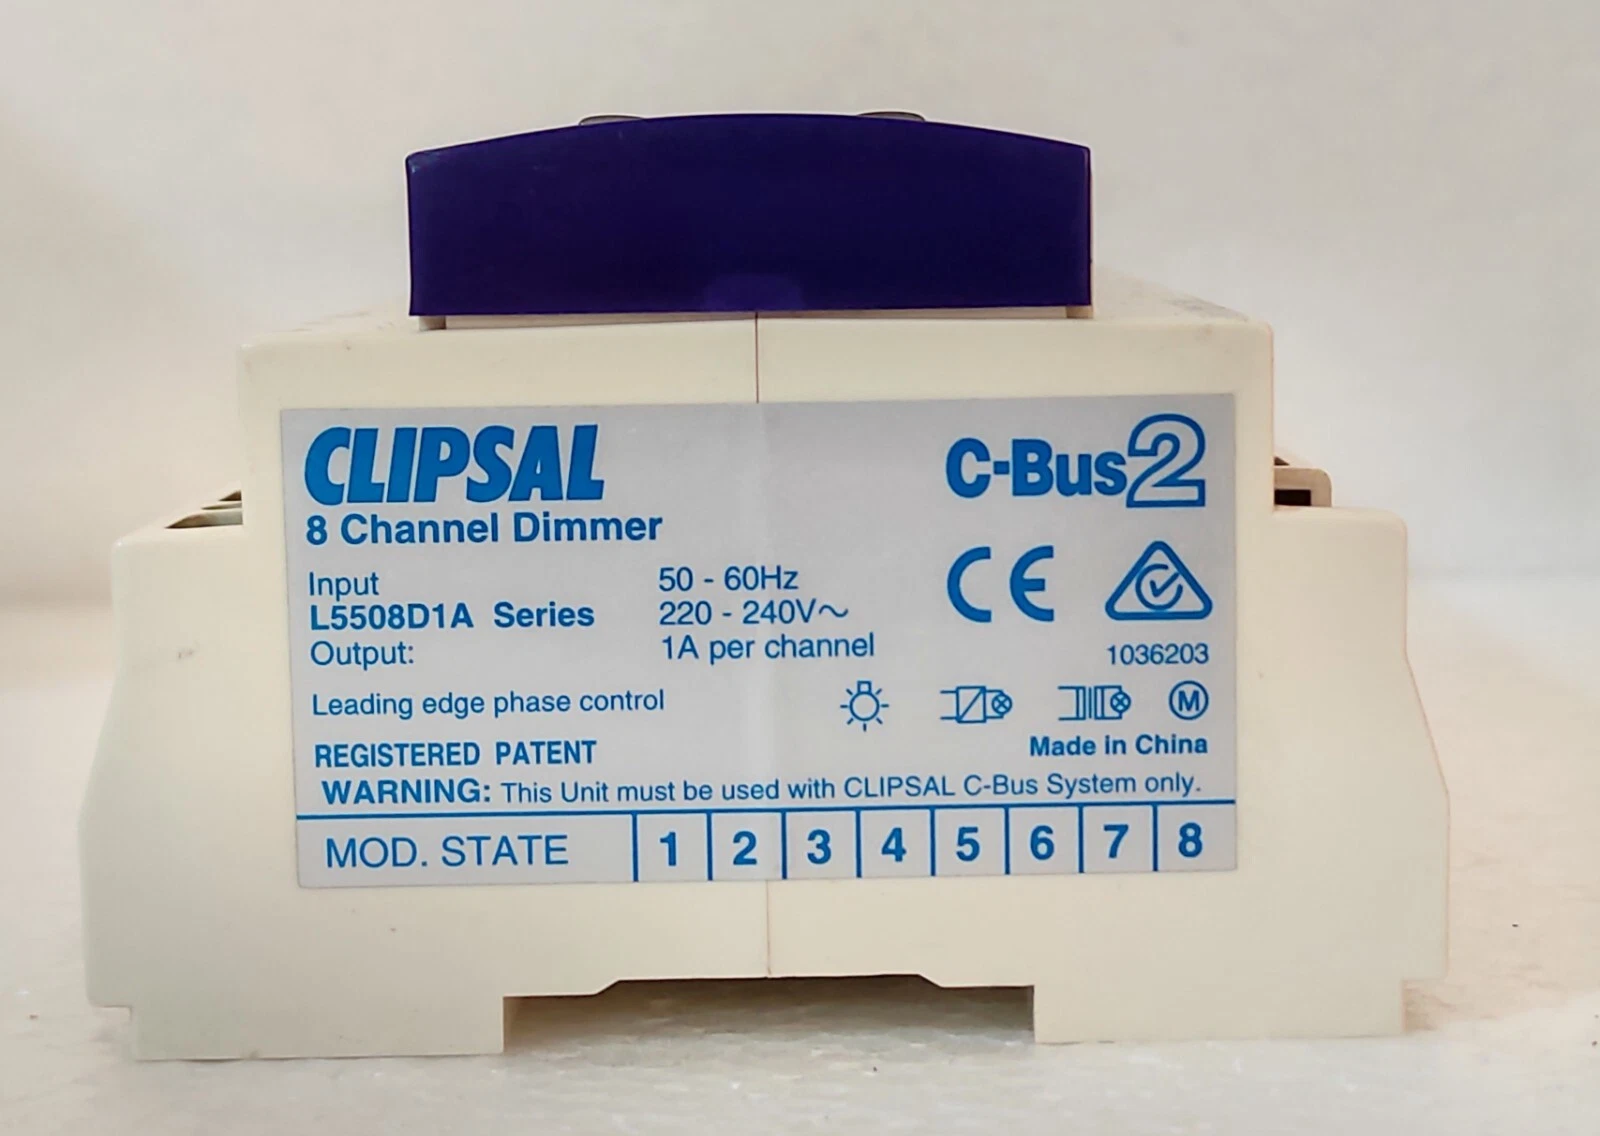 CLIPSAL
C-Bus2
8 Channel Dimmer
Input 50 - 60Hz
L5508D1A Series 220 - 240V~
Output: 1A per channel
CE
1036203
Leading edge phase control
M
REGISTERED PATENT
Made in China
WARNING: This Unit must be used with CLIPSAL C-Bus System only.
MOD. STATE 1 2 3 4 5 6 7 8